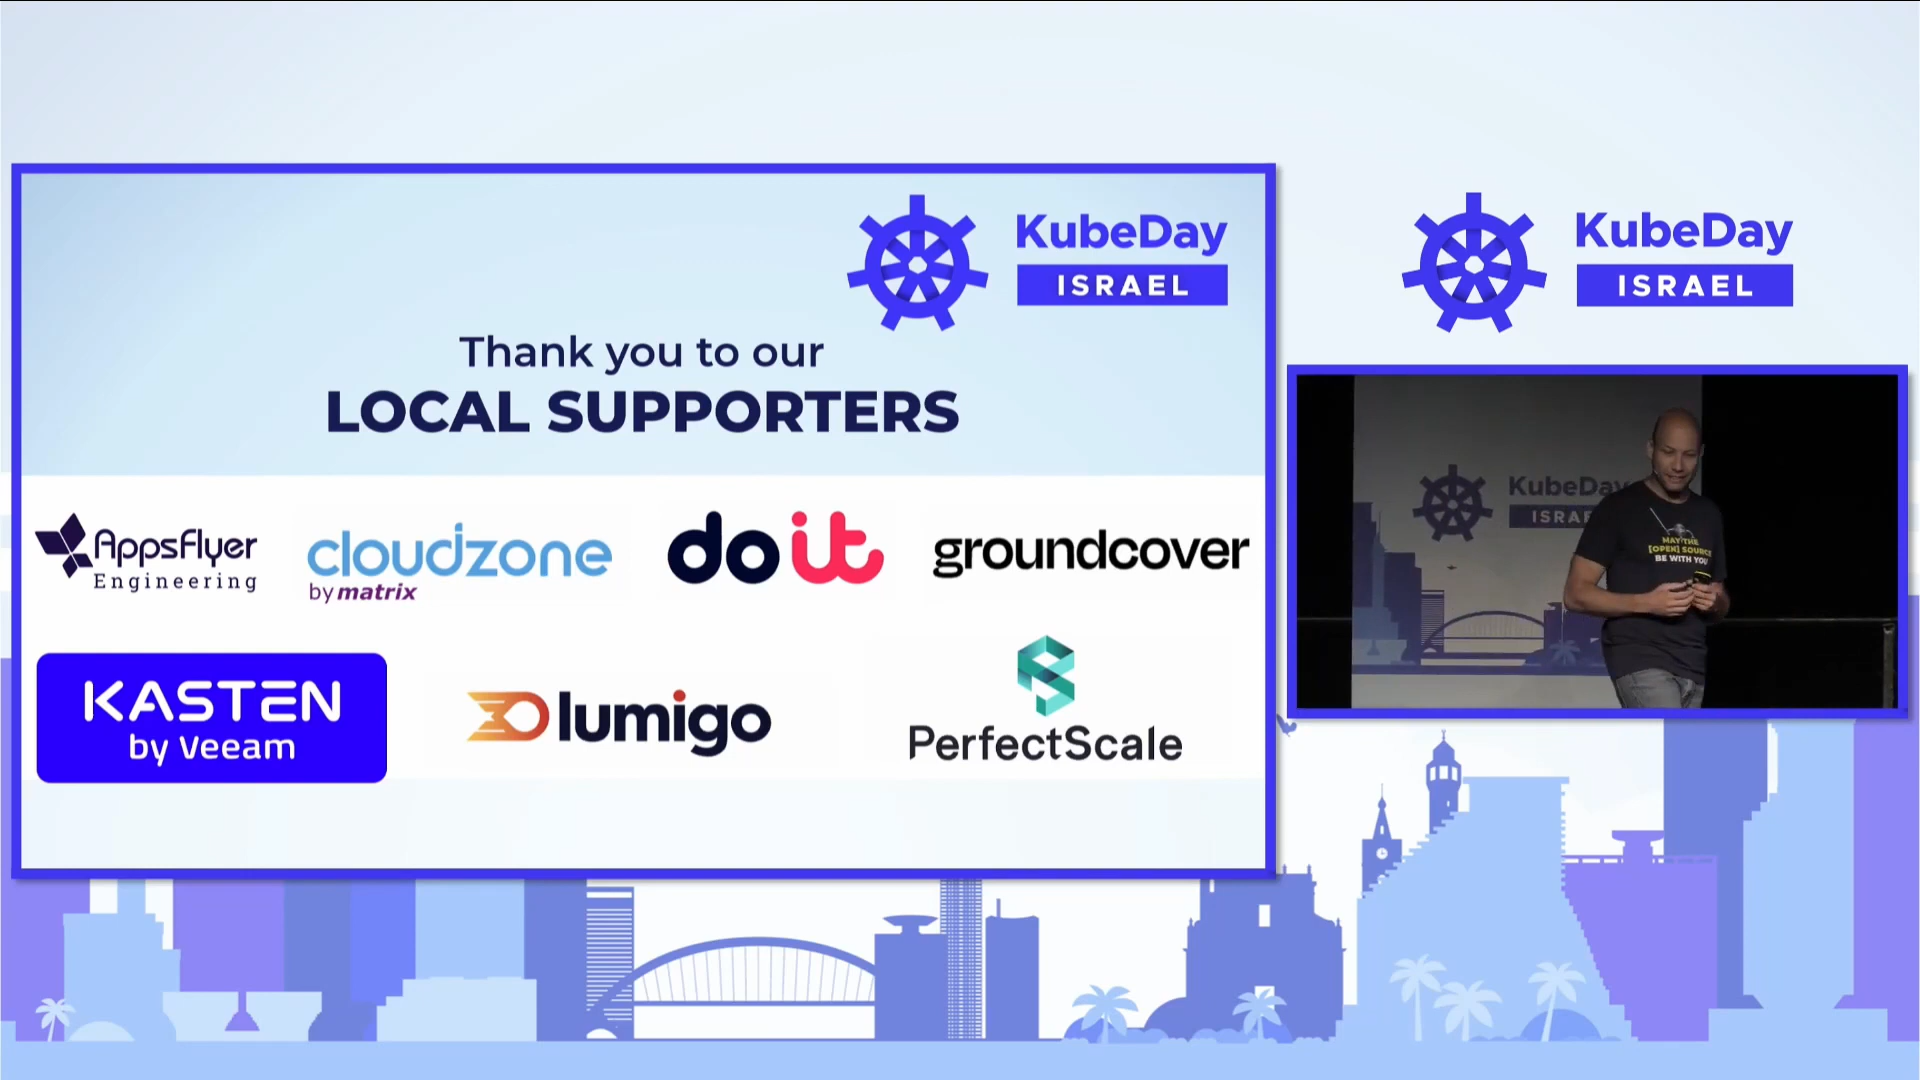 KubeDay
ISRAEL
Thank you to our
LOCAL SUPPORTERS
AppsFlyer
Engineering
cloudzone
by matrix
doit
groundcover
KASTEN
by Veeam
lumigo
PerfectScale
KubeDay
ISRAEL
KubeDay
MAY THE
[OPEN] SOURCE
BE WITH YOU